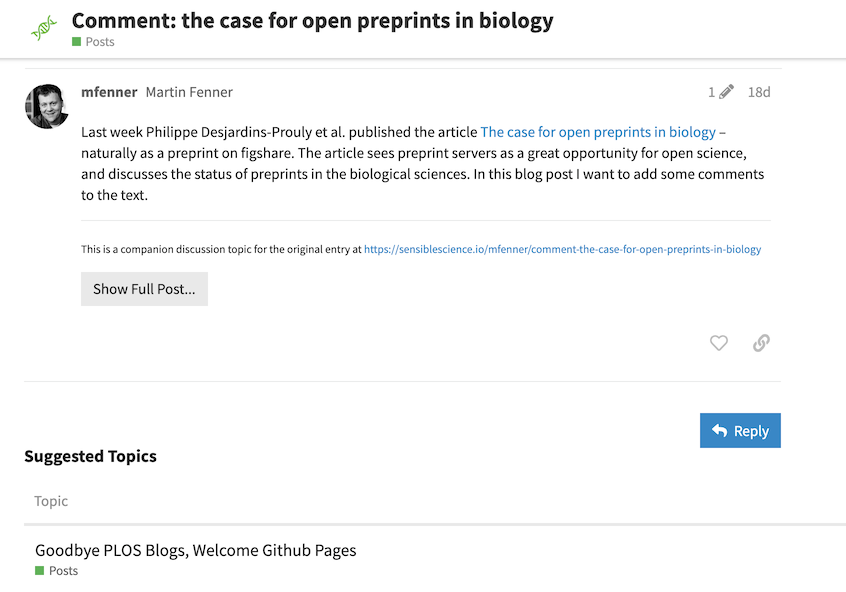 Comment: the case for open preprints in biology
Posts
mfenner Martin Fenner
1 18d
Last week Philippe Desjardins-Prouly et al. published the article The case for open preprints in biology –
naturally as a preprint on figshare. The article sees preprint servers as a great opportunity for open science,
and discusses the status of preprints in the biological sciences. In this blog post I want to add some comments
to the text.
This is a companion discussion topic for the original entry at https://sensiblescience.io/mfenner/comment-the-case-for-open-preprints-in-biology
Show Full Post...
Reply
Suggested Topics
Topic
Goodbye PLOS Blogs, Welcome Github Pages
Posts